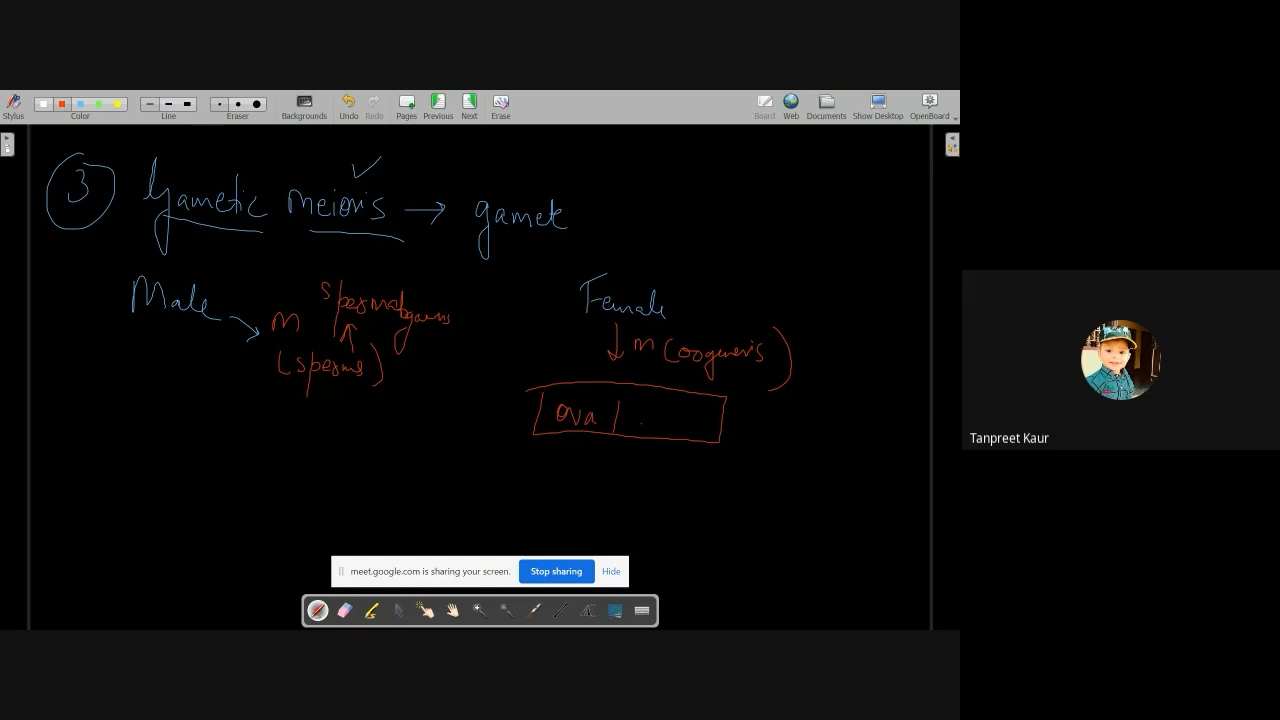 Stylus Color Line Eraser Backgrounds Undo Redo Pages Previous Next Erase Board Web Documents Show Desktop OpenBoard
3 Gametic meiosis → gamete
Male Female
m spermatogenesis
(sperms)
m (oogenesis)
Ova
Tanpreet Kaur
meet.google.com is sharing your screen. Stop sharing Hide